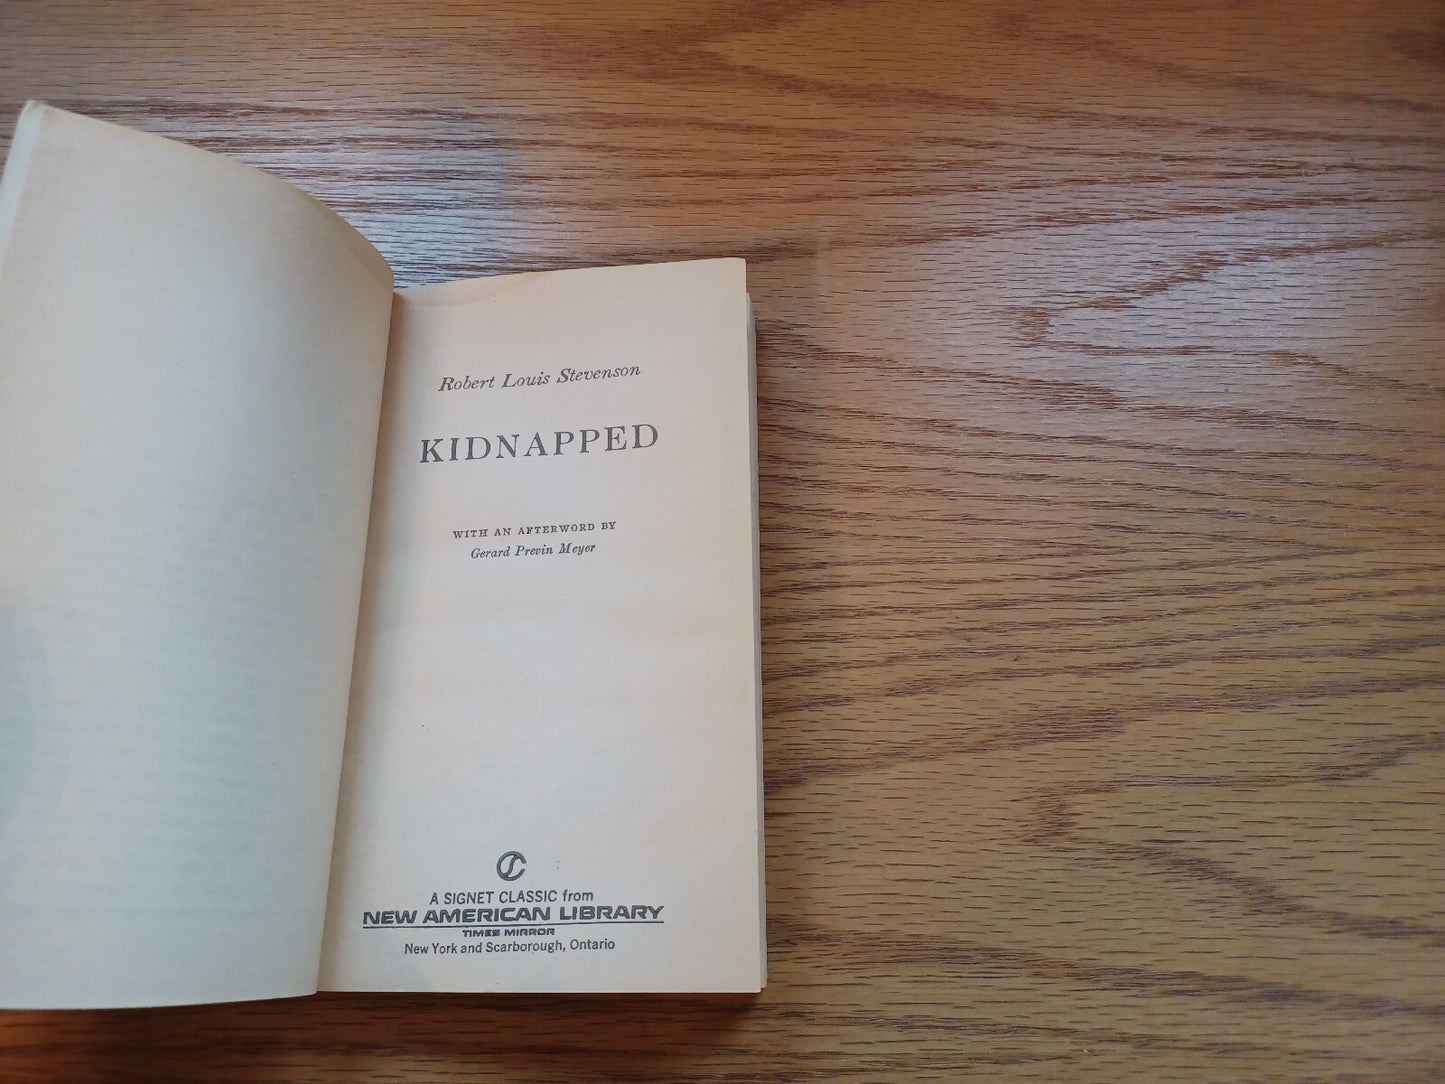 Robert Louis Stevenson
KIDNAPPED
WITH AN AFTERWORD BY
Gerard Previn Meyer
A SIGNET CLASSIC from
NEW AMERICAN LIBRARY
TIMES MIRROR
New York and Scarborough, Ontario